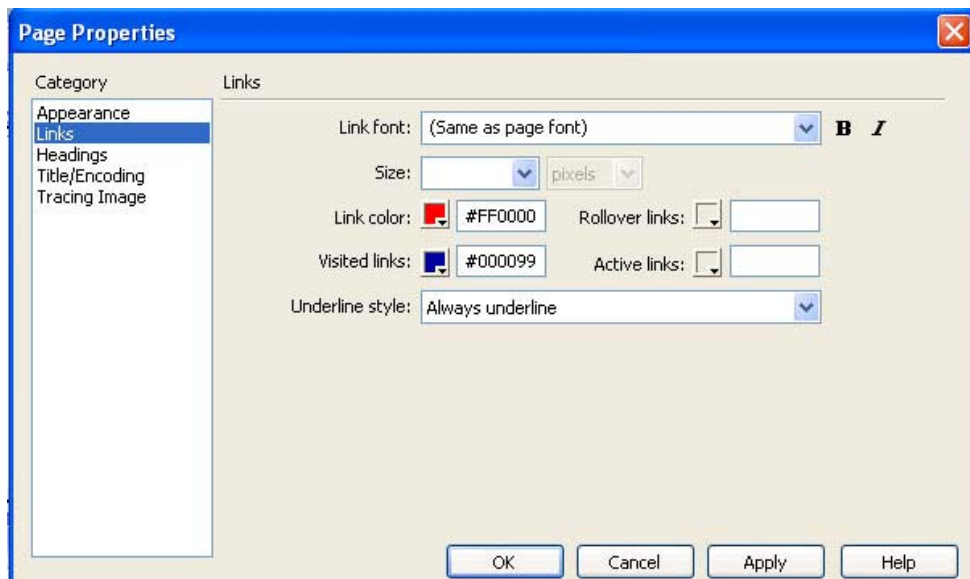 Page Properties
Category
Links
Appearance
Links
Headings
Title/Encoding
Tracing Image
Link font: (Same as page font) B I
Size: pixels
Link color: #FF0000 Rollover links:
Visited links: #000099 Active links:
Underline style: Always underline
OK Cancel Apply Help